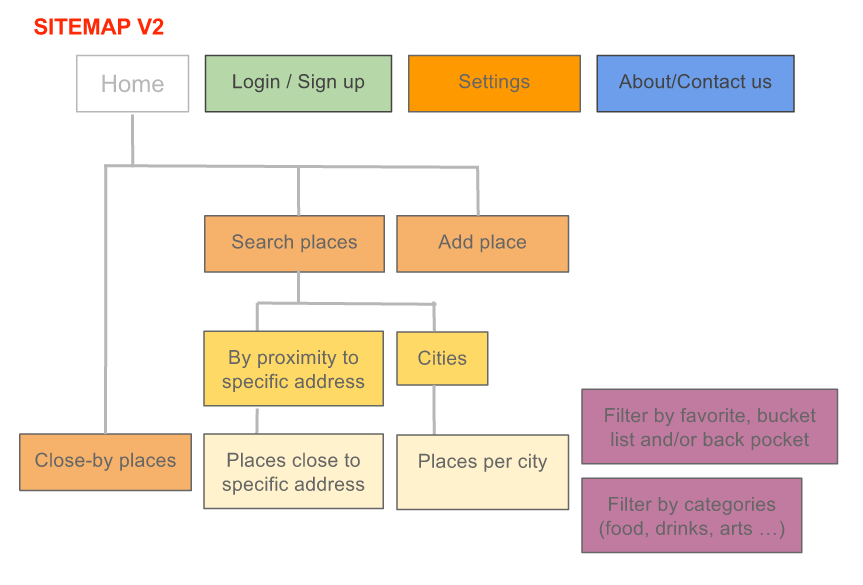 SITEMAP V2
Home
Login / Sign up
Settings
About/Contact us
Search places
Add place
By proximity to
specific address
Cities
Filter by favorite, bucket
list and/or back pocket
Close-by places
Places close to
specific address
Places per city
Filter by categories
(food, drinks, arts …)